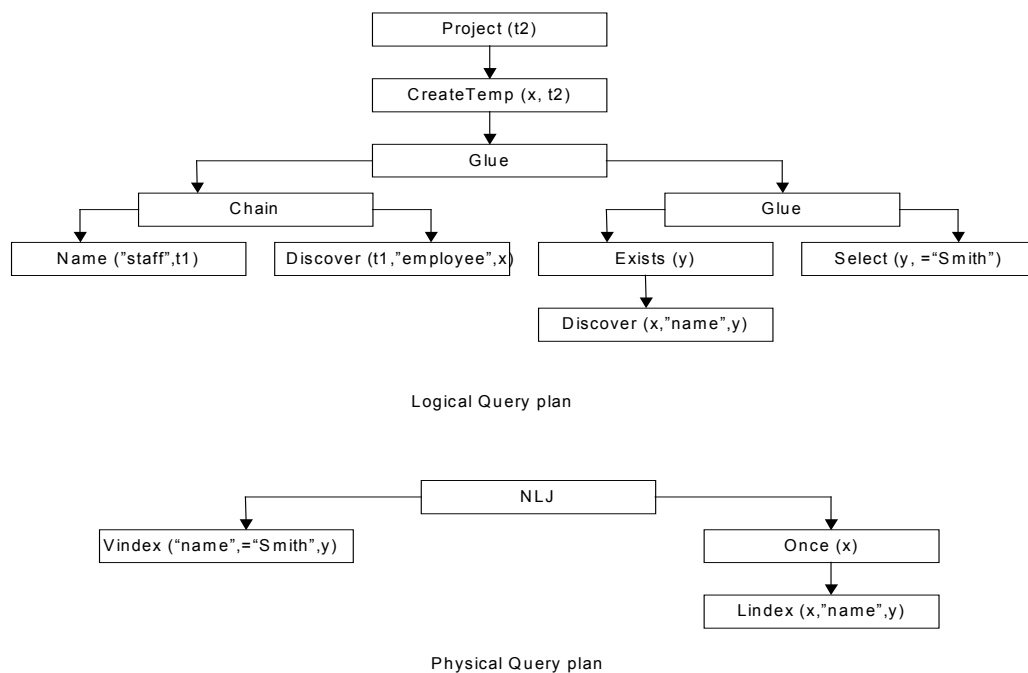 Project (t2)
CreateTemp (x, t2)
Glue
Chain
Glue
Name ("staff",t1)
Discover (t1,"employee",x)
Exists (y)
Select (y, =“Smith”)
Discover (x,”name”,y)
Logical Query plan
NLJ
Vindex (“name”,=“Smith”,y)
Once (x)
Lindex (x,”name”,y)
Physical Query plan